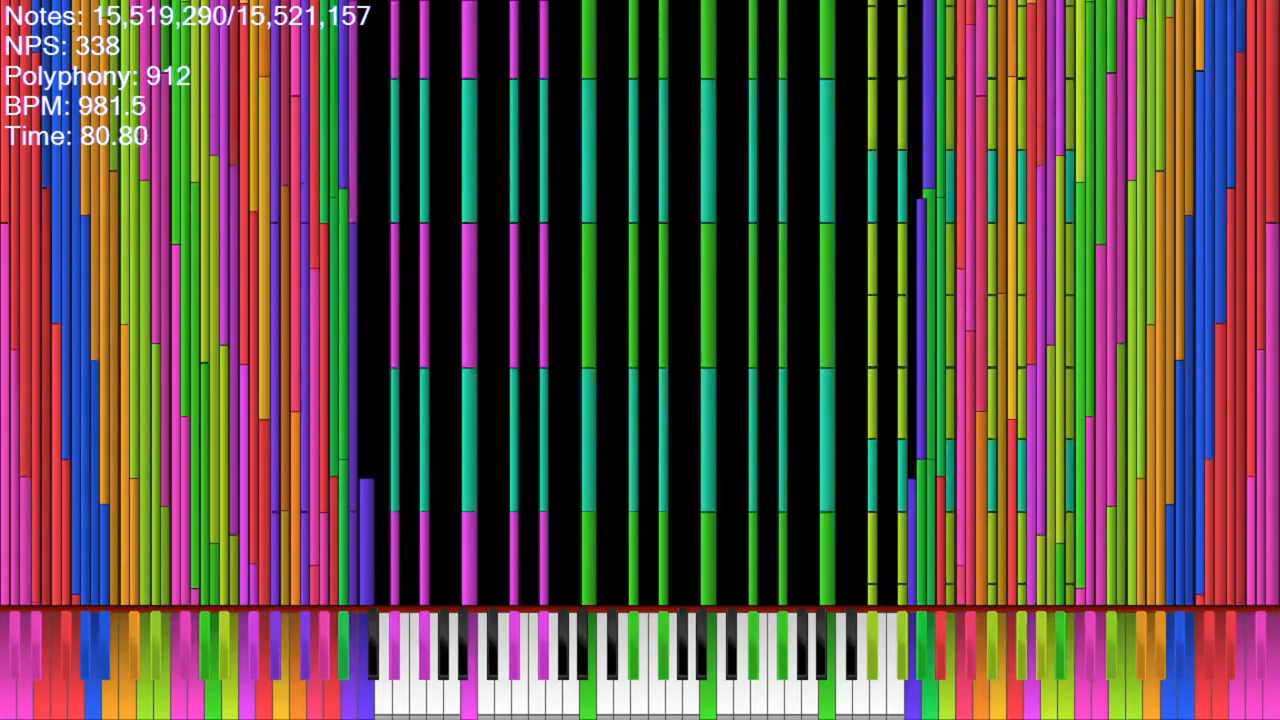 Notes: 15,519,290/15,521,157
NPS: 338
Polyphony: 912
BPM: 981.5
Time: 80.80